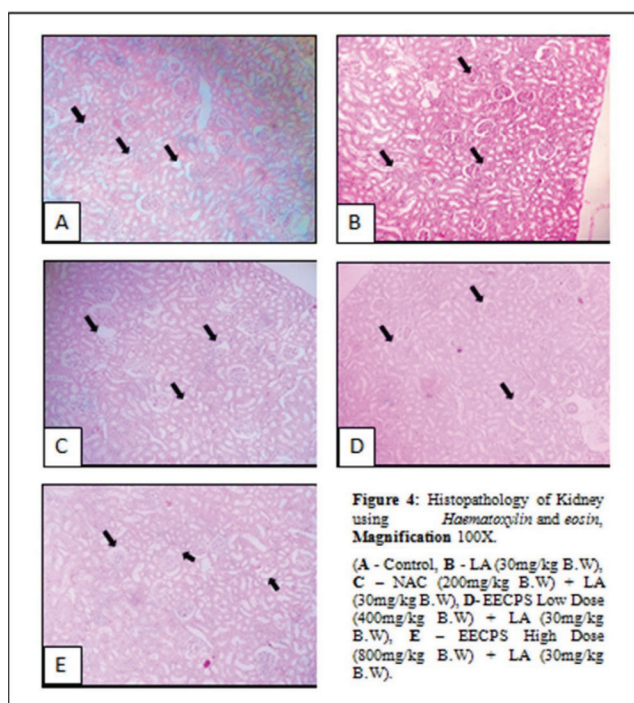 A
B
C
D
E
Figure 4: Histopathology of Kidney
using Haematoxylin and eosin,
Magnification 100X.
(A - Control, B - LA (30mg/kg B.W),
C – NAC (200mg/kg B.W) + LA
(30mg/kg B.W), D- EECPS Low Dose
(400mg/kg B.W) + LA (30mg/kg
B.W), E – EECPS High Dose
(800mg/kg B.W) + LA (30mg/kg
B.W).